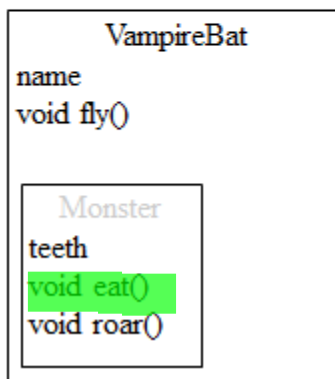 VampireBat
name
void fly()
Monster
teeth
void eat()
void roar()